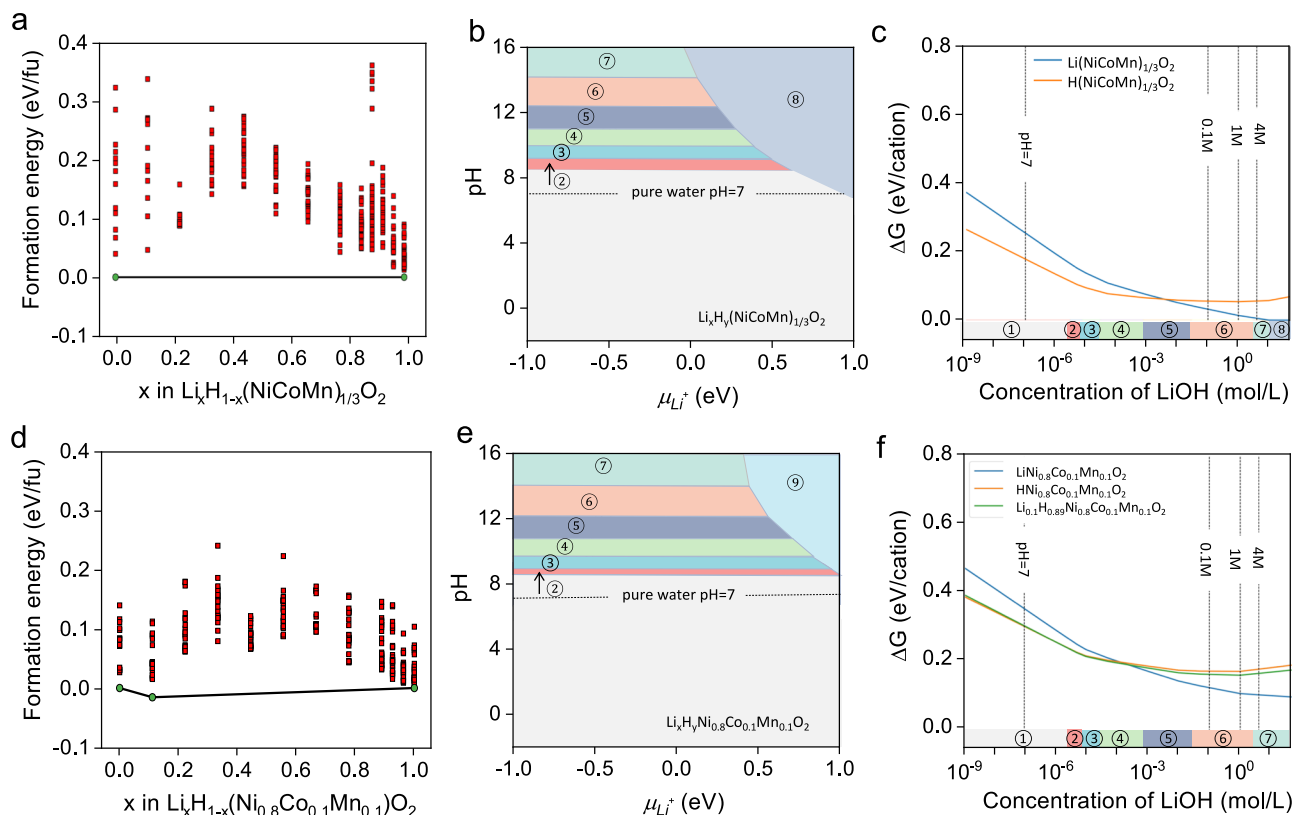 a
Formation energy (eV/fu)
0.4
0.3
0.2
0.1
0.0
-0.1
0.0 0.2 0.4 0.6 0.8 1.0
x in LiₓH₁₋ₓ(NiCoMn)₁/₃O₂
b
pH
16
12
8
4
0
⑦
⑥
⑤
④
③
②
⑧
pure water pH=7
LiₓHᵧ(NiCoMn)₁/₃O₂
-1.0 -0.5 0.0 0.5 1.0
μLi⁺ (eV)
c
ΔG (eV/cation)
0.8
0.6
0.4
0.2
0.0
Li(NiCoMn)₁/₃O₂
H(NiCoMn)₁/₃O₂
pH=7
0.1M
1M
4M
① ② ③ ④ ⑤ ⑥ ⑦ ⑧
10⁻⁹ 10⁻⁶ 10⁻³ 10⁰
Concentration of LiOH (mol/L)
d
Formation energy (eV/fu)
0.4
0.3
0.2
0.1
0.0
-0.1
0.0 0.2 0.4 0.6 0.8 1.0
x in LiₓH₁₋ₓ(Ni₀.₈Co₀.₁Mn₀.₁)O₂
e
pH
16
12
8
4
0
⑦
⑥
⑤
④
③
②
⑨
pure water pH=7
LiₓHᵧNi₀.₈Co₀.₁Mn₀.₁O₂
-1.0 -0.5 0.0 0.5 1.0
μLi⁺ (eV)
f
ΔG (eV/cation)
0.8
0.6
0.4
0.2
0.0
LiNi₀.₈Co₀.₁Mn₀.₁O₂
HNi₀.₈Co₀.₁Mn₀.₁O₂
Li₀.₁H₀.₈₉Ni₀.₈Co₀.₁Mn₀.₁O₂
pH=7
0.1M
1M
4M
① ② ③ ④ ⑤ ⑥ ⑦
10⁻⁹ 10⁻⁶ 10⁻³ 10⁰
Concentration of LiOH (mol/L)